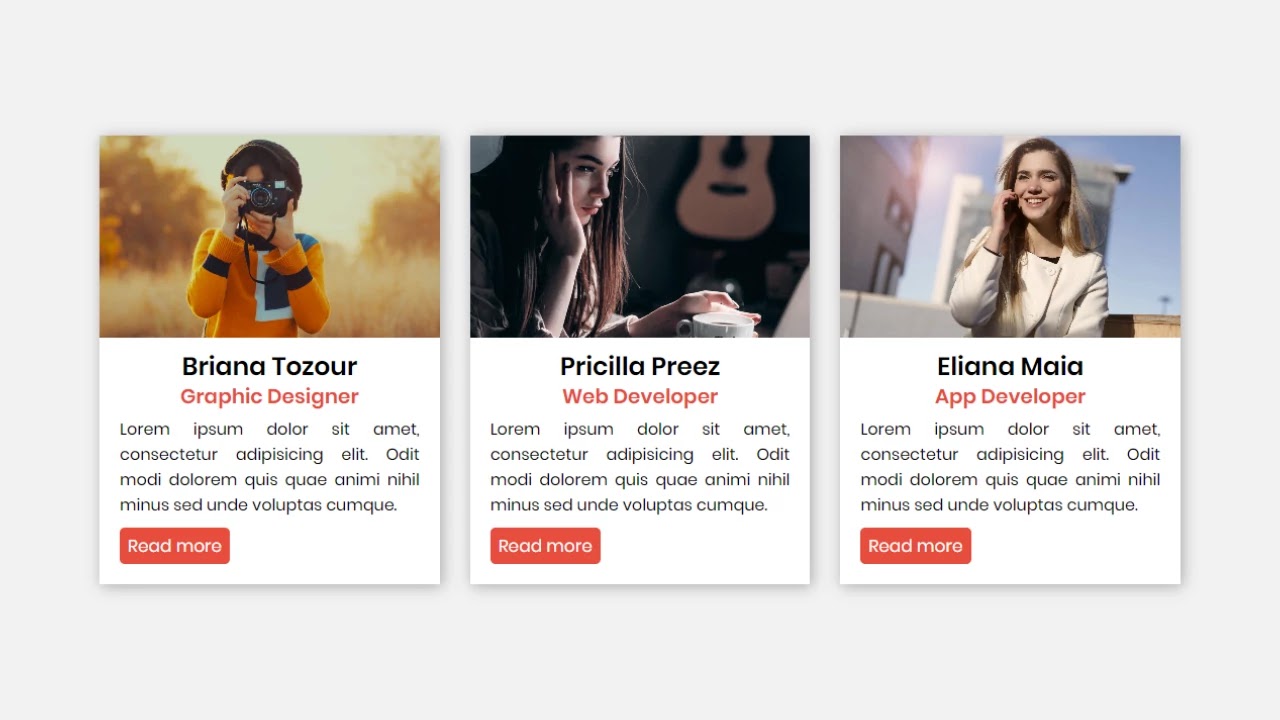 Briana Tozour
Graphic Designer
Lorem ipsum dolor sit amet,
consectetur adipisicing elit. Odit
modi dolorem quis quae animi nihil
minus sed unde voluptas cumque.
Read more
Pricilla Preez
Web Developer
Lorem ipsum dolor sit amet,
consectetur adipisicing elit. Odit
modi dolorem quis quae animi nihil
minus sed unde voluptas cumque.
Read more
Eliana Maia
App Developer
Lorem ipsum dolor sit amet,
consectetur adipisicing elit. Odit
modi dolorem quis quae animi nihil
minus sed unde voluptas cumque.
Read more